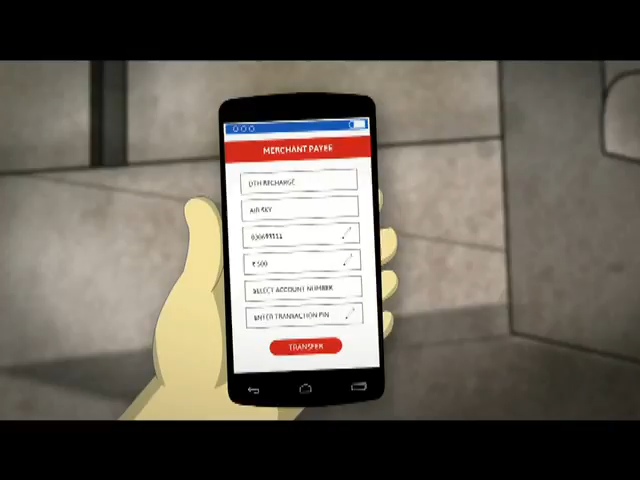 MERCHANT PAYEE
DTH RECHARGE
AIR SKY
₹ 500
SELECT ACCOUNT NUMBER
ENTER TRANSACTION PIN
TRANSFER